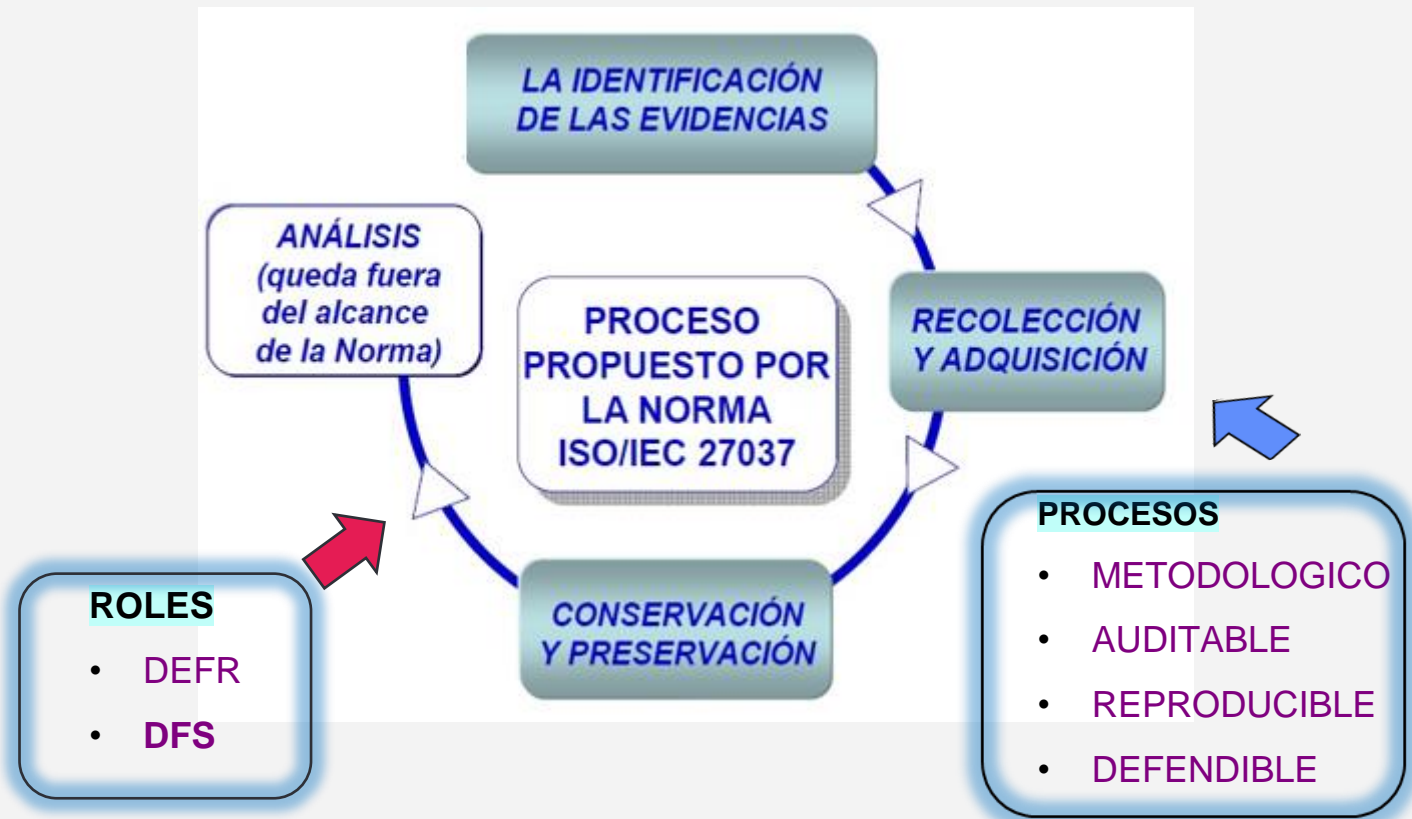 LA IDENTIFICACIÓN
DE LAS EVIDENCIAS
ANÁLISIS
(queda fuera
del alcance
de la Norma)
PROCESO
PROPUESTO POR
LA NORMA
ISO/IEC 27037
RECOLECCIÓN
Y ADQUISICIÓN
CONSERVACIÓN
Y PRESERVACIÓN
ROLES
• DEFR
• DFS
PROCESOS
• METODOLOGICO
• AUDITABLE
• REPRODUCIBLE
• DEFENDIBLE